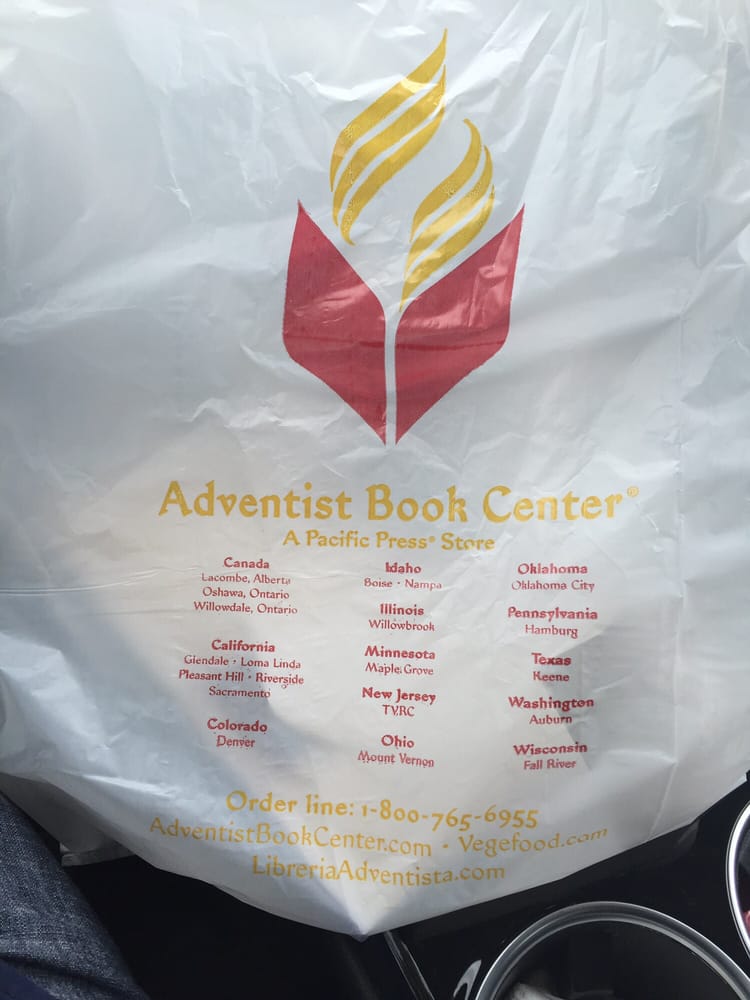 Adventist Book Center®
A Pacific Press® Store
Canada
Lacombe, Alberta
Oshawa, Ontario
Willowdale, Ontario
California
Glendale · Loma Linda
Pleasant Hill · Riverside
Sacramento
Colorado
Denver
Idaho
Boise · Nampa
Illinois
Willowbrook
Minnesota
Maple Grove
New Jersey
TVRC
Ohio
Mount Vernon
Oklahoma
Oklahoma City
Pennsylvania
Hamburg
Texas
Keene
Washington
Auburn
Wisconsin
Fall River
Order line: 1-800-765-6955
AdventistBookCenter.com · Vegefood.com
LibreriaAdventista.com